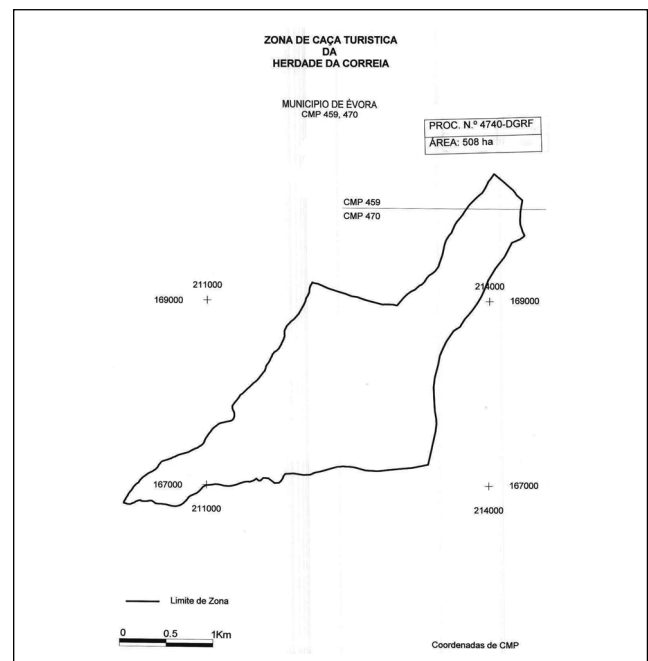 ZONA DE CAÇA TURISTICA
DA
HERDADE DA CORREIA
MUNICIPIO DE ÉVORA
CMP 459, 470
PROC. N.º 4740-DGRF
ÁREA: 508 ha
CMP 459
CMP 470
211000
169000
214000
169000
167000
211000
167000
214000
Limite de Zona
0 0.5 1Km
Coordenadas de CMP